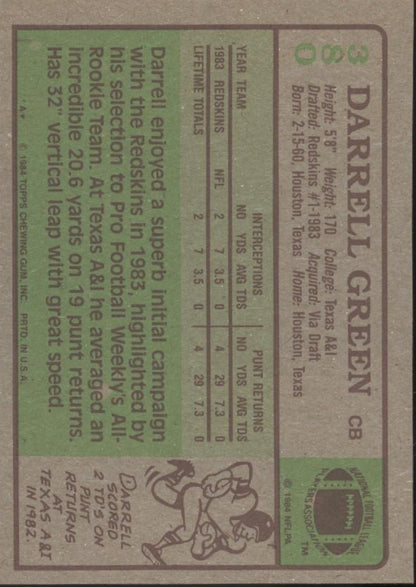 380
DARRELL GREEN CB
Height: 5'8" Weight: 170 College: Texas A&I
Drafted: Redskins #1-1983 Acquired: Via Draft
Born: 2-15-60, Houston, Texas Home: Houston, Texas
NATIONAL FOOTBALL LEAGUE
PLAYERS ASSOCIATION
TM
© 1984 NFLPA
INTERCEPTIONS PUNT RETURNS
YEAR TEAM NO YDS AVG TDS NO YDS AVG TDS
1983 REDSKINS NFL 2 7 3.5 0 4 29 7.3 0
LIFETIME TOTALS 2 7 3.5 0 4 29 7.3 0
Darrell enjoyed a superb initial campaign
with the Redskins in 1983, highlighted by
his selection to Pro Football Weekly's All-
Rookie Team. At Texas A&I he averaged an
incredible 20.6 yards on 19 punt returns.
Has 32" vertical leap with great speed.
DARRELL
SCORED
2 TD'S ON
PUNT
RETURNS
AT
TEXAS A&I
IN 1982.
*A* © 1984 TOPPS CHEWING GUM, INC. PRTD. IN U.S.A.